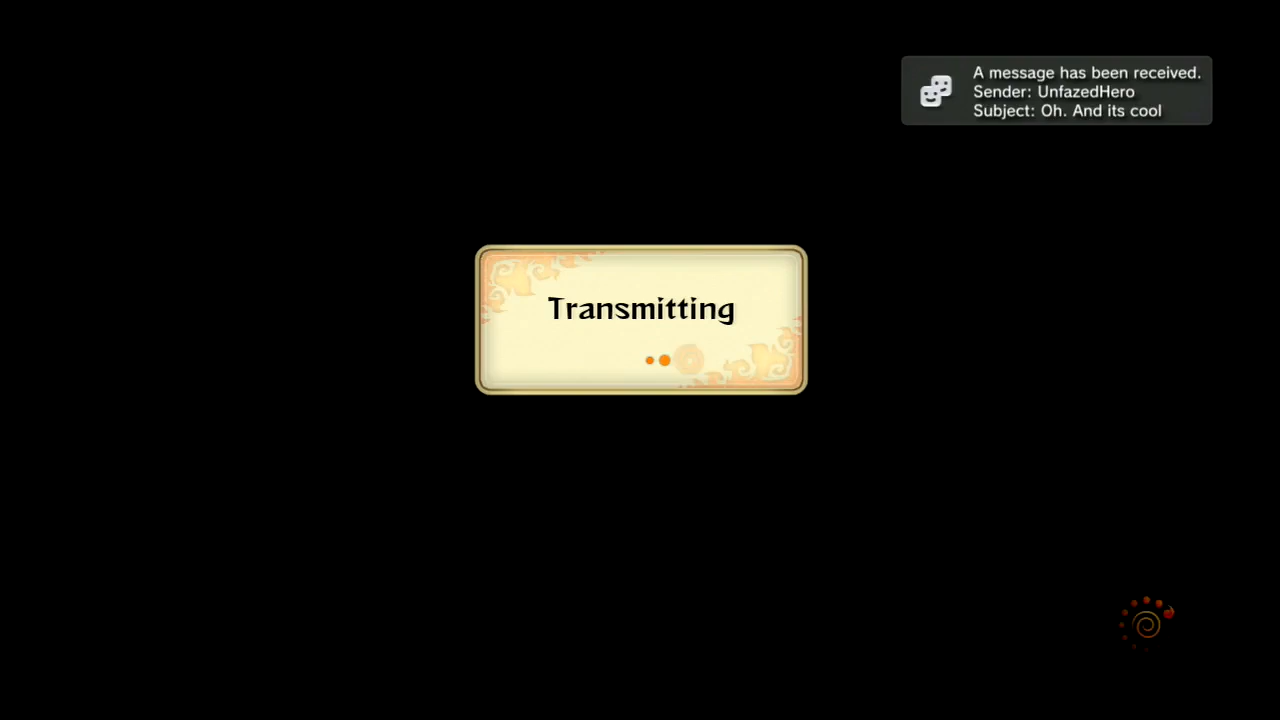 A message has been received.
Sender: UnfazedHero
Subject: Oh. And its cool
Transmitting